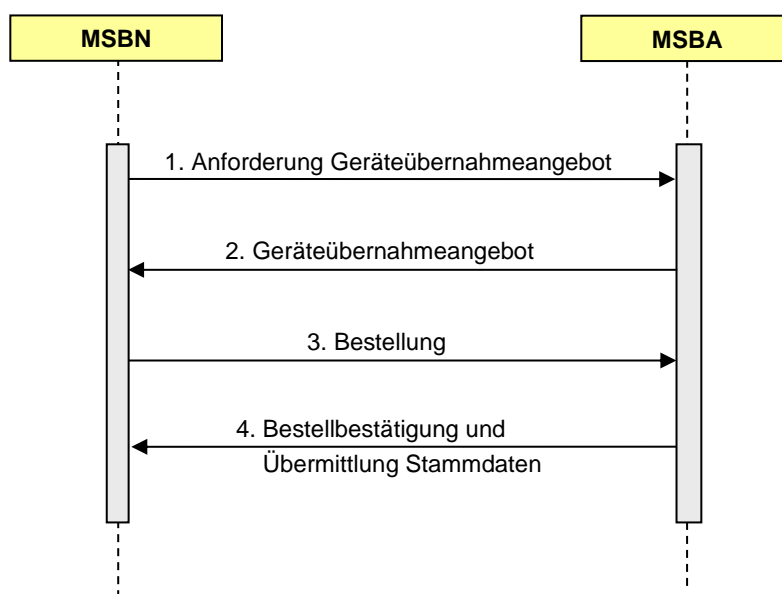 MSBN
MSBA
1. Anforderung Geräteübernahmeangebot
2. Geräteübernahmeangebot
3. Bestellung
4. Bestellbestätigung und
Übermittlung Stammdaten